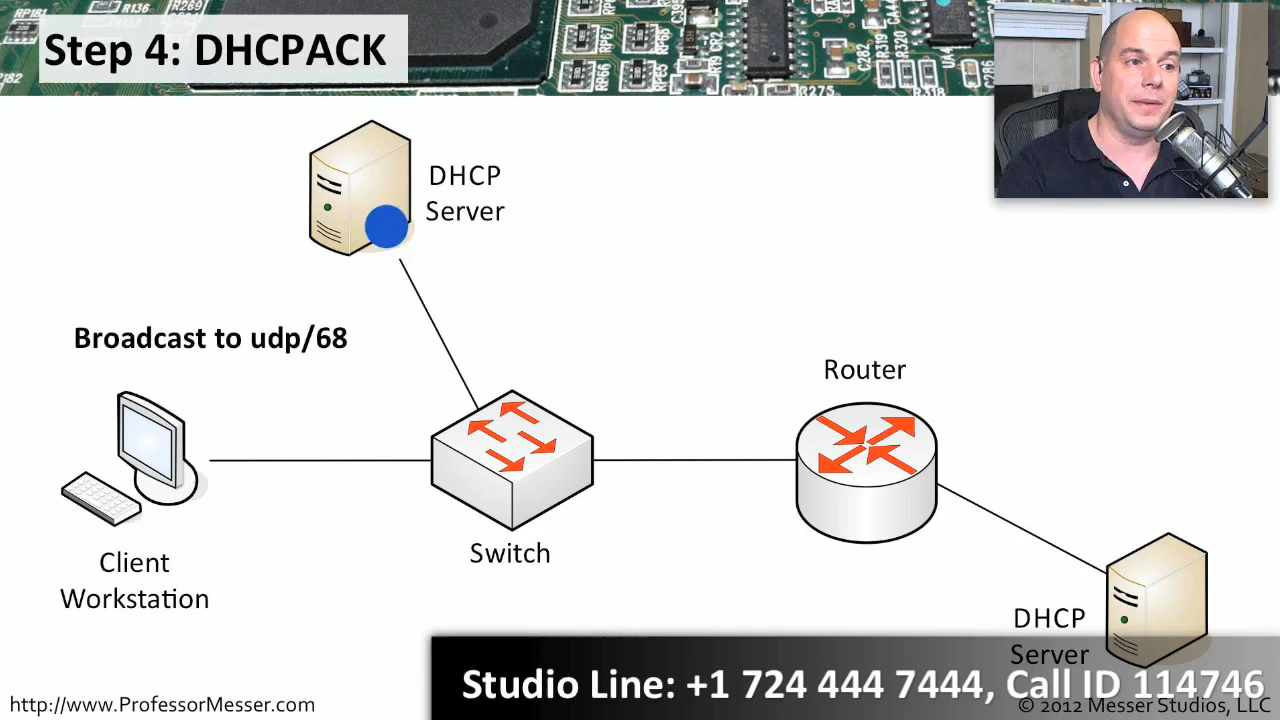 Step 4: DHCPACK
DHCP
Server
Broadcast to udp/68
Router
Client
Workstation
Switch
DHCP
Server
Studio Line: +1 724 444 7444, Call ID 114746
http://www.ProfessorMesser.com
© 2012 Messer Studios, LLC